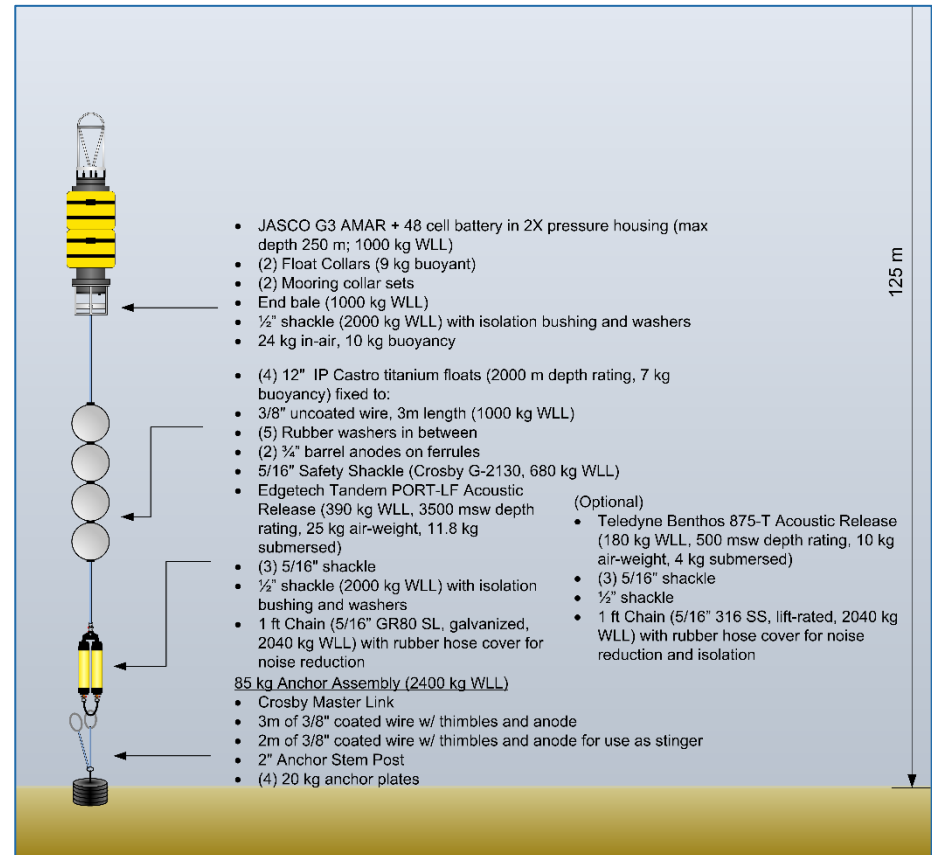 • JASCO G3 AMAR + 48 cell battery in 2X pressure housing (max
depth 250 m; 1000 kg WLL)
• (2) Float Collars (9 kg buoyant)
• (2) Mooring collar sets
• End bale (1000 kg WLL)
• ½" shackle (2000 kg WLL) with isolation bushing and washers
• 24 kg in-air, 10 kg buoyancy
• (4) 12" IP Castro titanium floats (2000 m depth rating, 7 kg
buoyancy) fixed to:
• 3/8" uncoated wire, 3m length (1000 kg WLL)
• (5) Rubber washers in between
• (2) ¾" barrel anodes on ferrules
• 5/16" Safety Shackle (Crosby G-2130, 680 kg WLL)
• Edgetech Tandem PORT-LF Acoustic
Release (390 kg WLL, 3500 msw depth
rating, 25 kg air-weight, 11.8 kg
submersed)
• (3) 5/16" shackle
• ½" shackle (2000 kg WLL) with isolation
bushing and washers
• 1 ft Chain (5/16" GR80 SL, galvanized,
2040 kg WLL) with rubber hose cover for
noise reduction
(Optional)
• Teledyne Benthos 875-T Acoustic Release
(180 kg WLL, 500 msw depth rating, 10 kg
air-weight, 4 kg submersed)
• (3) 5/16" shackle
• ½" shackle
• 1 ft Chain (5/16" 316 SS, lift-rated, 2040 kg
WLL) with rubber hose cover for noise
reduction and isolation
85 kg Anchor Assembly (2400 kg WLL)
• Crosby Master Link
• 3m of 3/8" coated wire w/ thimbles and anode
• 2m of 3/8" coated wire w/ thimbles and anode for use as stinger
• 2" Anchor Stem Post
• (4) 20 kg anchor plates
125 m